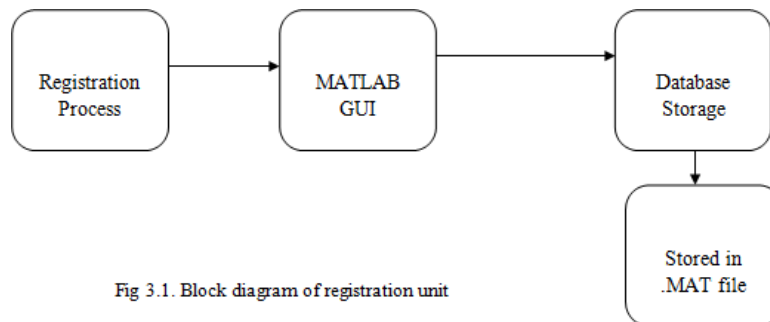 Registration
Process
MATLAB
GUI
Database
Storage
Stored in
.MAT file
Fig 3.1. Block diagram of registration unit